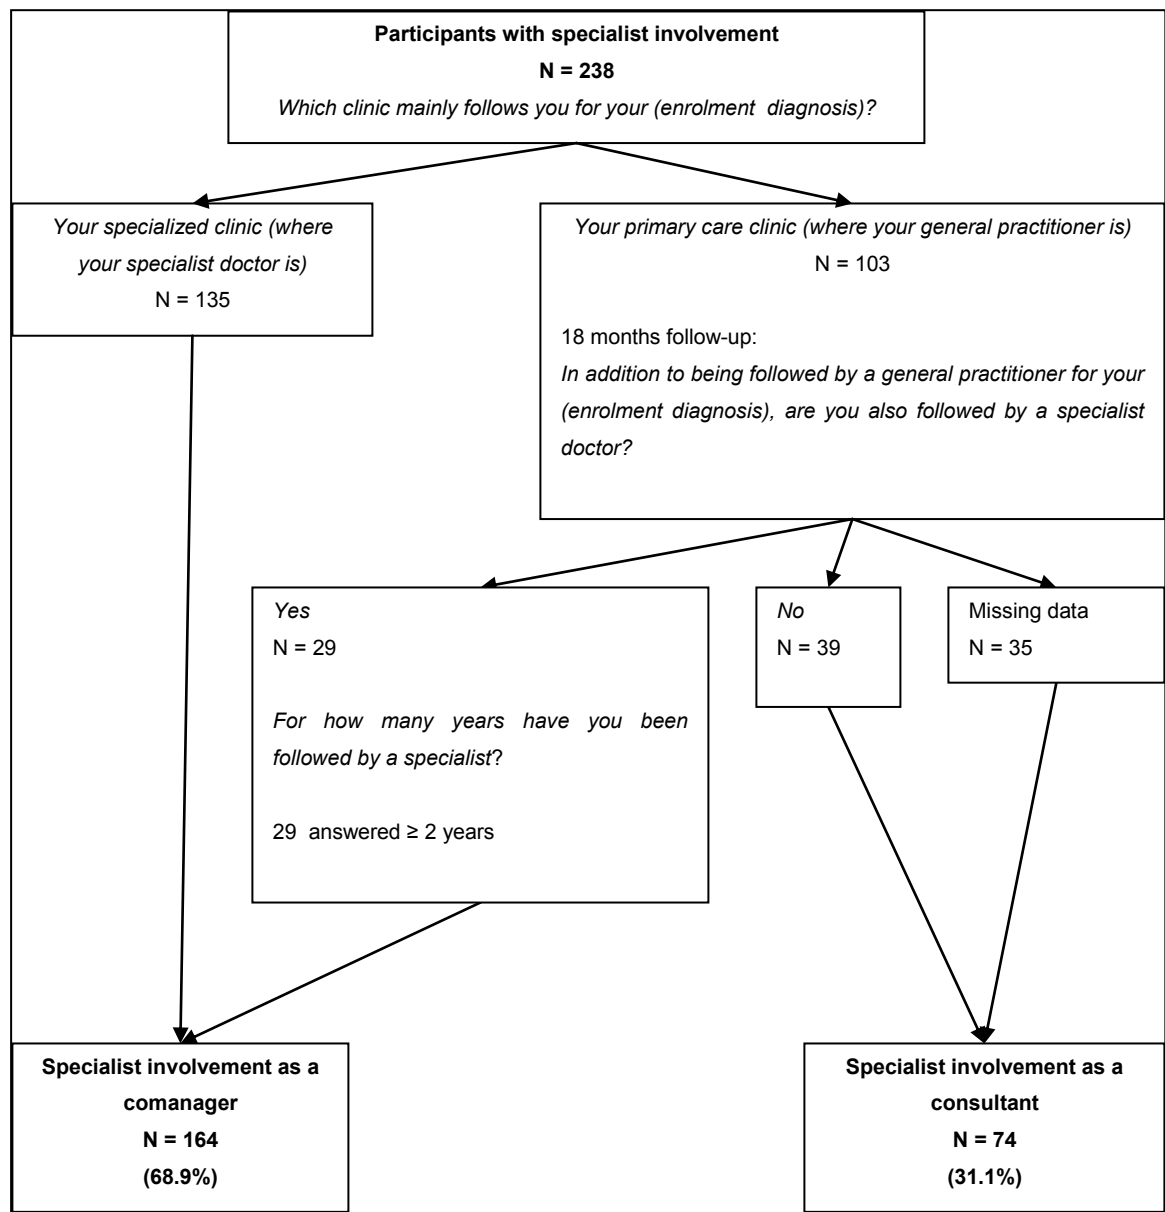 Participants with specialist involvement
N = 238
Which clinic mainly follows you for your (enrolment diagnosis)?
Your specialized clinic (where
your specialist doctor is)
N = 135
Your primary care clinic (where your general practitioner is)
N = 103
18 months follow-up:
In addition to being followed by a general practitioner for your
(enrolment diagnosis), are you also followed by a specialist
doctor?
Yes
N = 29
For how many years have you been
followed by a specialist?
29 answered ≥ 2 years
No
N = 39
Missing data
N = 35
Specialist involvement as a
comanager
N = 164
(68.9%)
Specialist involvement as a
consultant
N = 74
(31.1%)